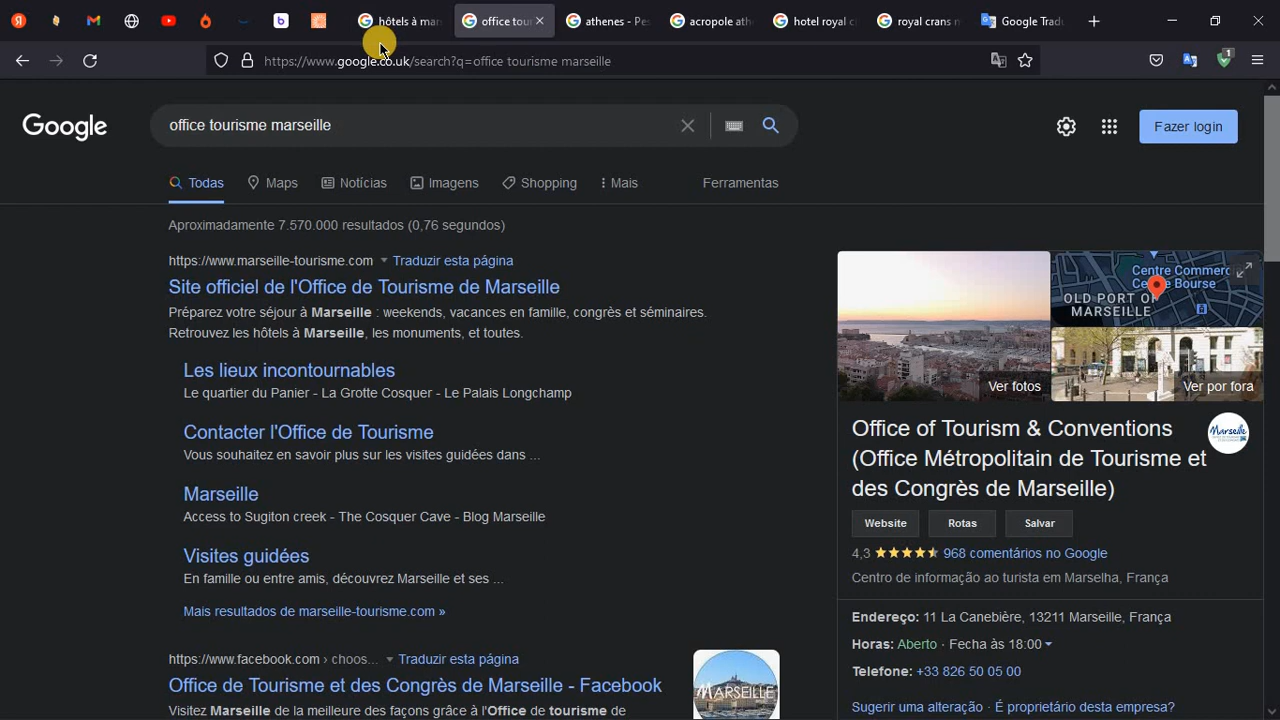 hôtels à mar
office tour
athenes - Pes
acropole ath
hotel royal c
royal crans m
Google Tradu
https://www.google.co.uk/search?q=office tourisme marseille
1
Google
office tourisme marseille
Fazer login
Todas
Maps
Notícias
Imagens
Shopping
Mais
Ferramentas
Aproximadamente 7.570.000 resultados (0,76 segundos)
https://www.marseille-tourisme.com Traduzir esta página
Site officiel de l'Office de Tourisme de Marseille
Préparez votre séjour à Marseille : weekends, vacances en famille, congrès et séminaires.
Retrouvez les hôtels à Marseille, les monuments, et toutes.
Les lieux incontournables
Le quartier du Panier - La Grotte Cosquer - Le Palais Longchamp
Contacter l'Office de Tourisme
Vous souhaitez en savoir plus sur les visites guidées dans ...
Marseille
Access to Sugiton creek - The Cosquer Cave - Blog Marseille
Visites guidées
En famille ou entre amis, découvrez Marseille et ses ...
Mais resultados de marseille-tourisme.com »
https://www.facebook.com › choos... Traduzir esta página
Office de Tourisme et des Congrès de Marseille - Facebook
Visitez Marseille de la meilleure des façons grâce à l'Office de tourisme de
MARSEILLE
Centre Commerc
Centre Bourse
OLD PORT OF
MARSEILLE
Ver fotos
Ver por fora
Office of Tourism & Conventions
(Office Métropolitain de Tourisme et
des Congrès de Marseille)
Marseille
Website
Rotas
Salvar
4,3 968 comentários no Google
Centro de informação ao turista em Marselha, França
Endereço: 11 La Canebière, 13211 Marseille, França
Horas: Aberto · Fecha às 18:00
Telefone: +33 826 50 05 00
Sugerir uma alteração · É proprietário desta empresa?